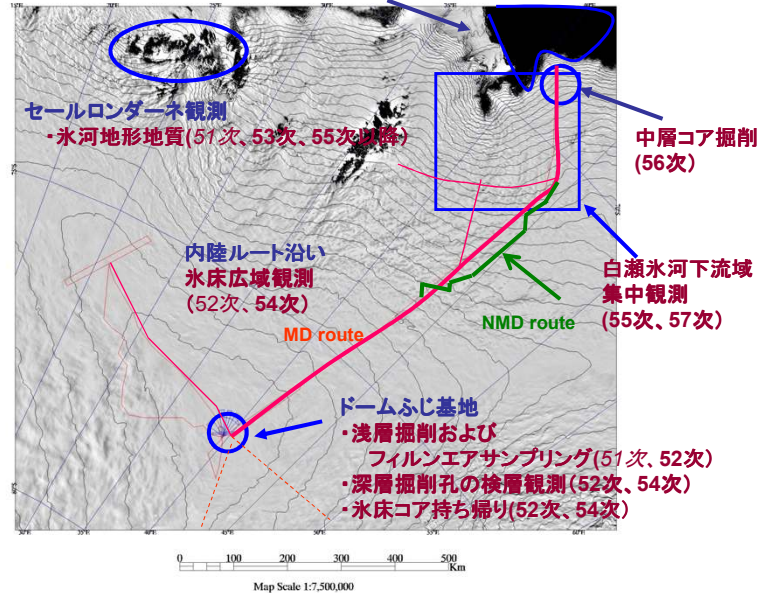 15°E
20°E
25°E
30°E
35°E
40°E
セールロンダーネ観測
・氷河地形地質(51次、53次、55次以降)
中層コア掘削
(56次)
内陸ルート沿い
氷床広域観測
(52次、54次)
白瀬氷河下流域
集中観測
(55次、57次)
MD route
NMD route
ドームふじ基地
・浅層掘削および
フィルンエアサンプリング(51次、52次)
・深層掘削孔の検層観測(52次、54次)
・氷床コア持ち帰り(52次、54次)
0 100 200 300 400 500
Km
Map Scale 1:7,500,000